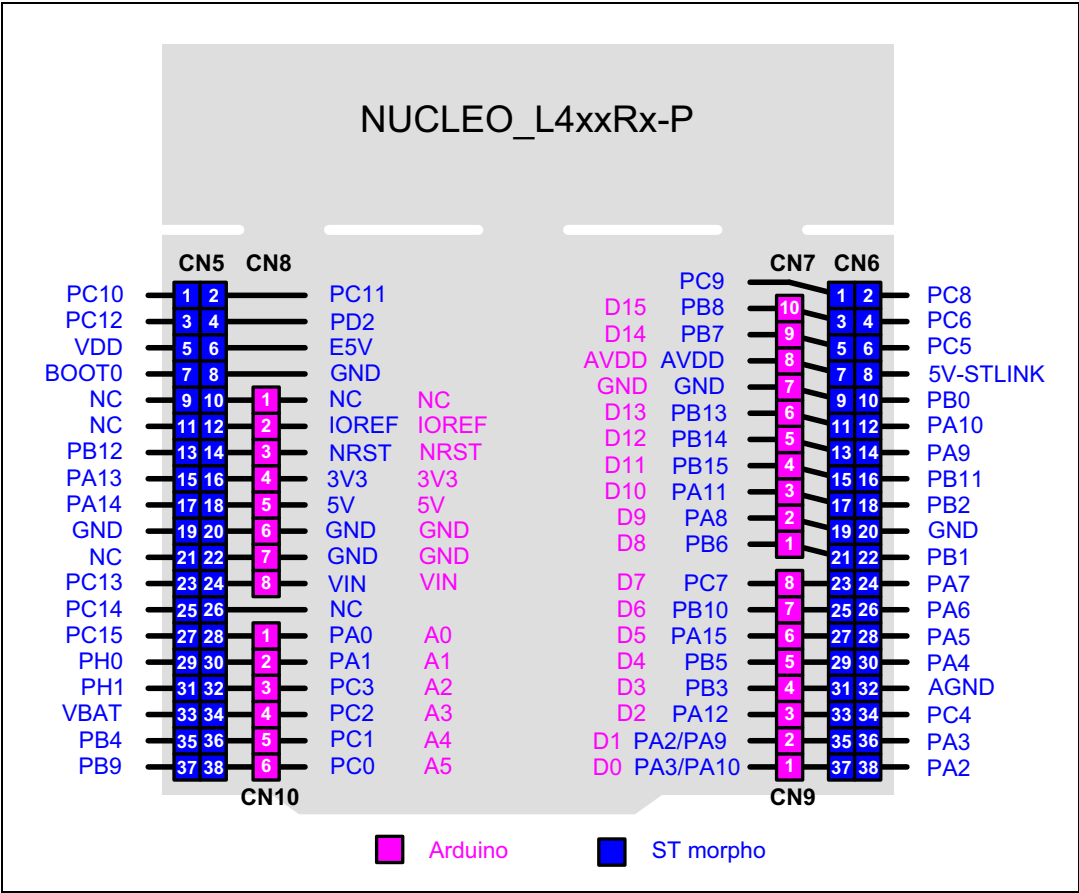 NUCLEO_L4xxRx-P
CN5 CN8 CN7 CN6
PC9
PC10 1 2 PC11 1 2 PC8
D15 PB8 10
PC12 3 4 PD2 3 4 PC6
D14 PB7 9
VDD 5 6 E5V 5 6 PC5
AVDD AVDD 8
BOOT0 7 8 GND 7 8 5V-STLINK
GND GND 7
NC 9 10 1 NC NC 9 10 PB0
D13 PB13 6
NC 11 12 2 IOREF IOREF 11 12 PA10
D12 PB14 5
PB12 13 14 3 NRST NRST 13 14 PA9
D11 PB15 4
PA13 15 16 4 3V3 3V3 15 16 PB11
D10 PA11 3
PA14 17 18 5 5V 5V 17 18 PB2
D9 PA8 2
GND 19 20 6 GND GND 19 20 GND
D8 PB6 1
NC 21 22 7 GND GND 21 22 PB1
PC13 23 24 8 VIN VIN D7 PC7 8 23 24 PA7
PC14 25 26 NC D6 PB10 7 25 26 PA6
PC15 27 28 1 PA0 A0 D5 PA15 6 27 28 PA5
PH0 29 30 2 PA1 A1 D4 PB5 5 29 30 PA4
PH1 31 32 3 PC3 A2 D3 PB3 4 31 32 AGND
VBAT 33 34 4 PC2 A3 D2 PA12 3 33 34 PC4
PB4 35 36 5 PC1 A4 D1 PA2/PA9 2 35 36 PA3
PB9 37 38 6 PC0 A5 D0 PA3/PA10 1 37 38 PA2
CN10 CN9
Arduino ST morpho